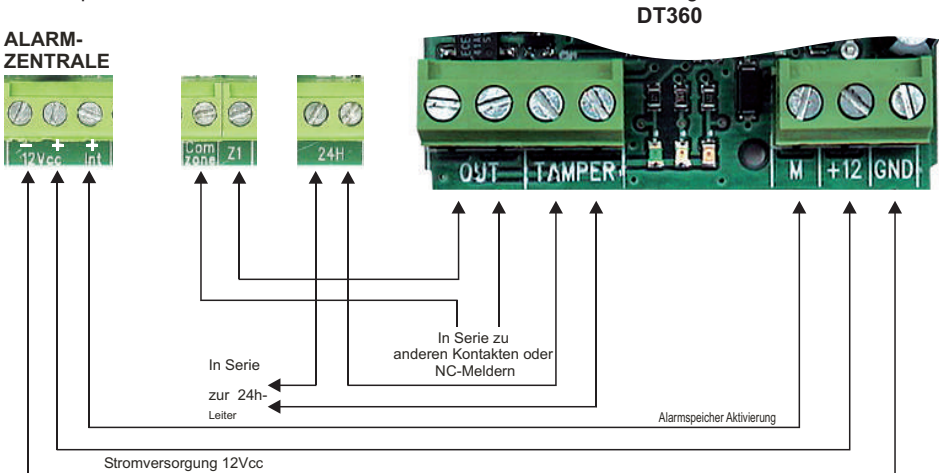 DT360
ALARM-
ZENTRALE
- + +
12Vcc Int
Com
zone Z1
24H
OUT TAMPER
M +12 GND
In Serie zu
anderen Kontakten oder
NC-Meldern
In Serie
zur 24h-
Leiter
Alarmspeicher Aktivierung
Stromversorgung 12Vcc